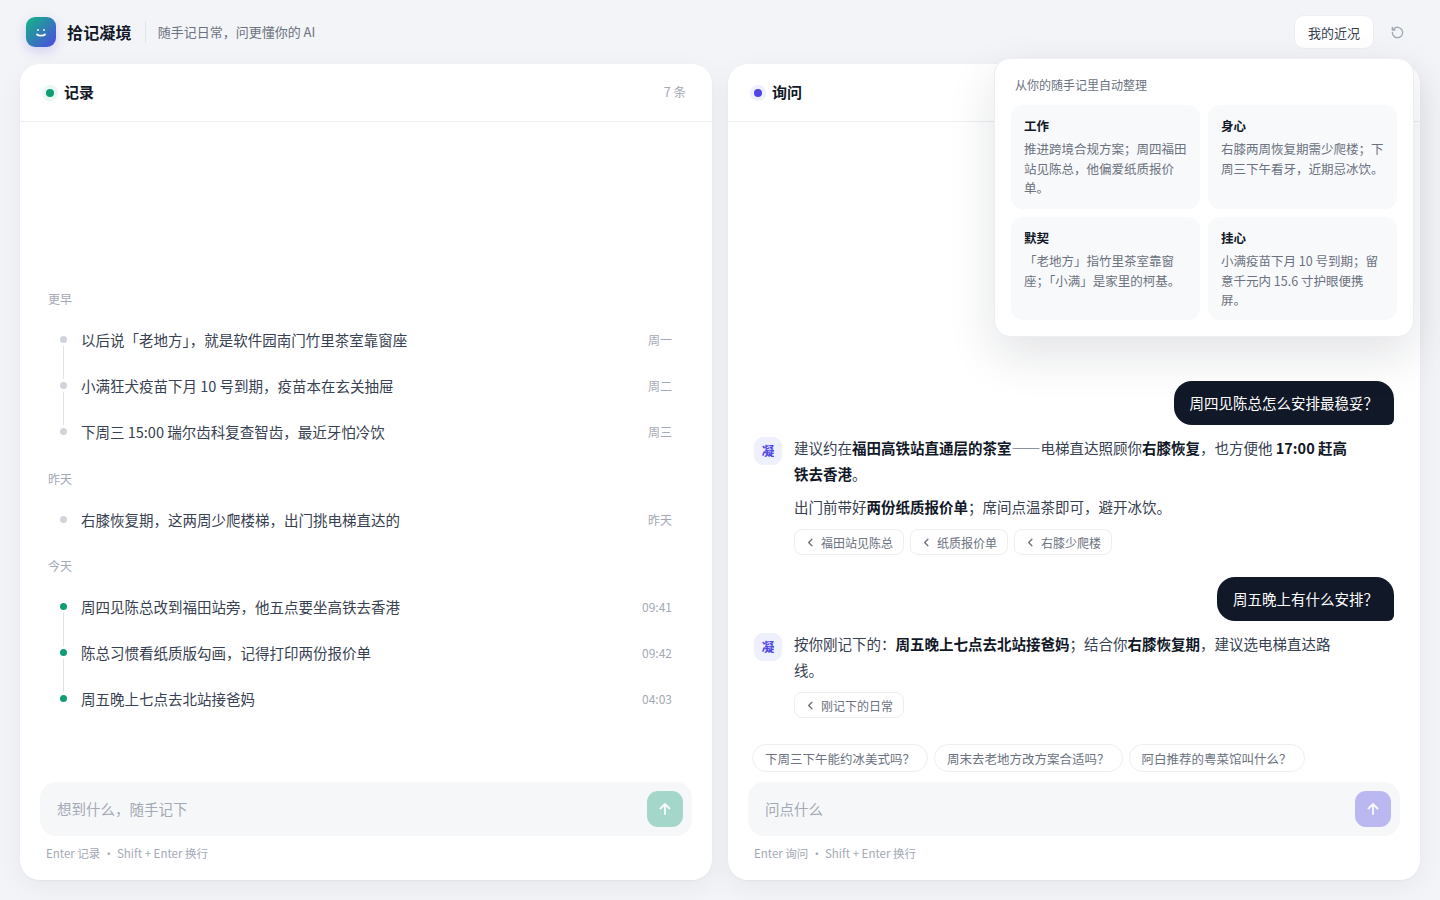 拾记凝境
随手记日常，问更懂你的 AI
我的近况
记录
7 条
更早
以后说「老地方」，就是软件园南门竹里茶室靠窗座
周一
小满狂犬疫苗下月 10 号到期，疫苗本在玄关抽屉
周二
下周三 15:00 瑞尔齿科复查智齿，最近牙怕冷饮
周三
昨天
右膝恢复期，这两周少爬楼梯，出门挑电梯直达的
昨天
今天
周四见陈总改到福田站旁，他五点要坐高铁去香港
09:41
陈总习惯看纸质版勾画，记得打印两份报价单
09:42
周五晚上七点去北站接爸妈
04:03
想到什么，随手记下
Enter 记录 · Shift + Enter 换行
询问
从你的随手记里自动整理
工作
推进跨境合规方案；周四福田
站见陈总，他偏爱纸质报价
单。
身心
右膝两周恢复期需少爬楼；下
周三下午看牙，近期忌冰饮。
默契
「老地方」指竹里茶室靠窗
座；「小满」是家里的柯基。
挂心
小满疫苗下月 10 号到期；留
意千元内 15.6 寸护眼便携
屏。
周四见陈总怎么安排最稳妥？
凝
建议约在福田高铁站直通层的茶室——电梯直达照顾你右膝恢复，也方便他 17:00 赶高
铁去香港。
出门前带好两份纸质报价单；席间点温茶即可，避开冰饮。
福田站见陈总
纸质报价单
右膝少爬楼
周五晚上有什么安排？
凝
按你刚记下的：周五晚上七点去北站接爸妈；结合你右膝恢复期，建议选电梯直达路
线。
刚记下的日常
下周三下午能约冰美式吗？
周末去老地方改方案合适吗？
阿白推荐的粤菜馆叫什么？
问点什么
Enter 询问 · Shift + Enter 换行